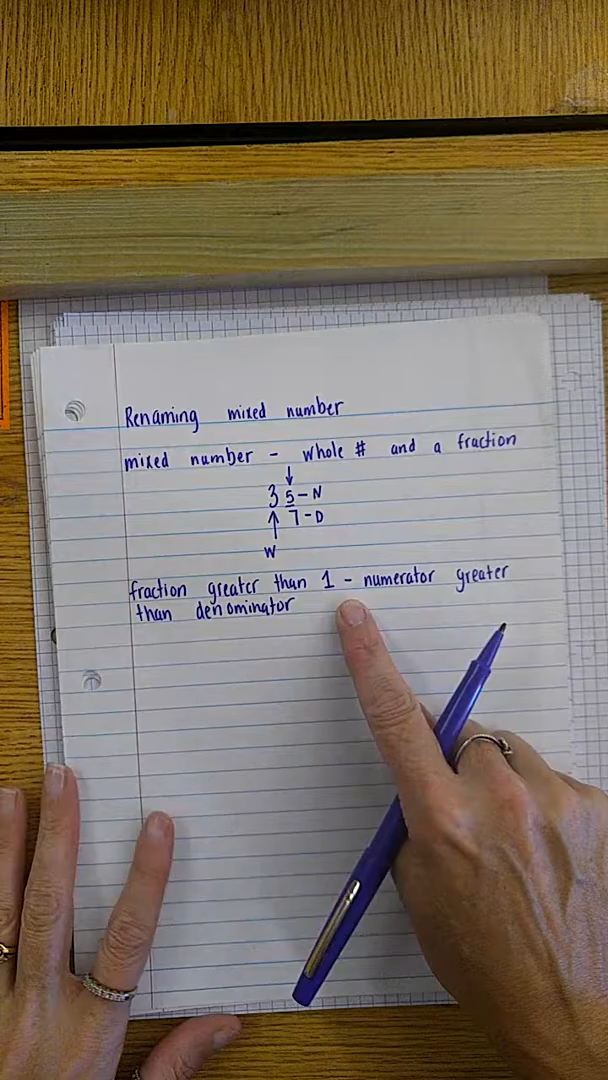 Renaming mixed number
mixed number - whole # and a fraction
↓
3 5 - N
↑ 7 - D
W
fraction greater than 1 - numerator greater
than denominator